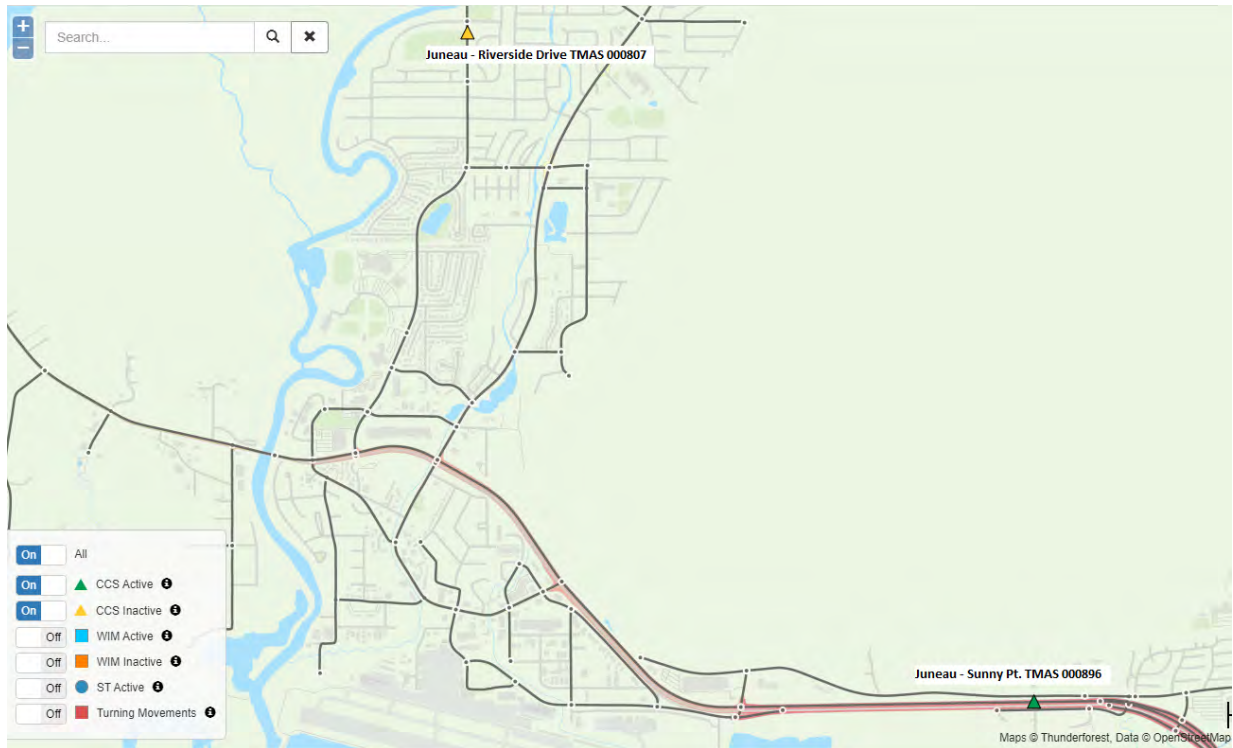 +
Search...
−
Juneau - Riverside Drive TMAS 000807
On All
On CCS Active
On CCS Inactive
Off WIM Active
Off WIM Inactive
Off ST Active
Off Turning Movements
Juneau - Sunny Pt. TMAS 000896
Maps © Thunderforest, Data © OpenStreetMap